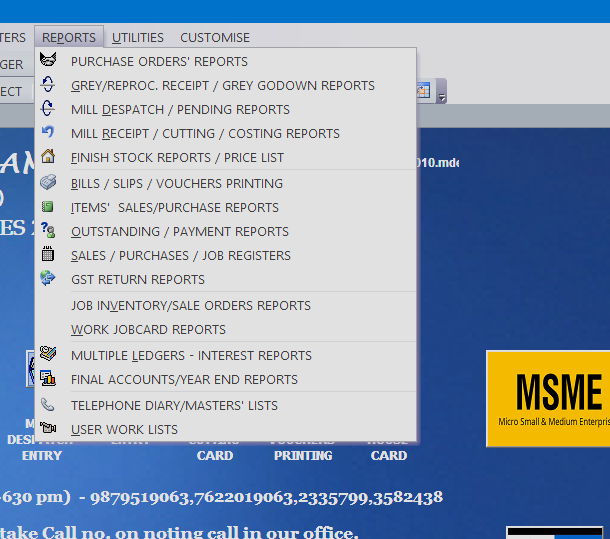 TERS REPORTS UTILITIES CUSTOMISE
GER
ECT
PURCHASE ORDERS' REPORTS
GREY/REPROC. RECEIPT / GREY GODOWN REPORTS
MILL DESPATCH / PENDING REPORTS
MILL RECEIPT / CUTTING / COSTING REPORTS
FINISH STOCK REPORTS / PRICE LIST
BILLS / SLIPS / VOUCHERS PRINTING
ITEMS'  SALES/PURCHASE REPORTS
OUTSTANDING / PAYMENT REPORTS
SALES / PURCHASES / JOB REGISTERS
GST RETURN REPORTS
JOB INVENTORY/SALE ORDERS REPORTS
WORK JOBCARD REPORTS
MULTIPLE LEDGERS - INTEREST REPORTS
FINAL ACCOUNTS/YEAR END REPORTS
TELEPHONE DIARY/MASTERS' LISTS
USER WORK LISTS
AM
010.md
)
ES 2
MSME
Micro Small & Medium Enterpris
ENTRY
CARD
PRINTING
CARD
-630 pm)  - 9879519063,7622019063,2335799,3582438
take Call no. on noting call in our office.